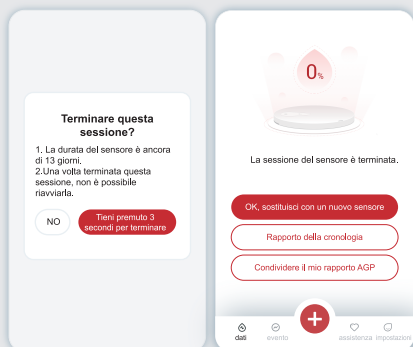 Terminare questa
sessione?
1. La durata del sensore è ancora
di 13 giorni.
2.Una volta terminata questa
sessione, non è possibile
riavviarla.
NO
Tieni premuto 3
secondi per terminare
0%
La sessione del sensore è terminata.
OK, sostituisci con un nuovo sensore
Rapporto della cronologia
Condividere il mio rapporto AGP
dati
evento
assistenza
impostazioni